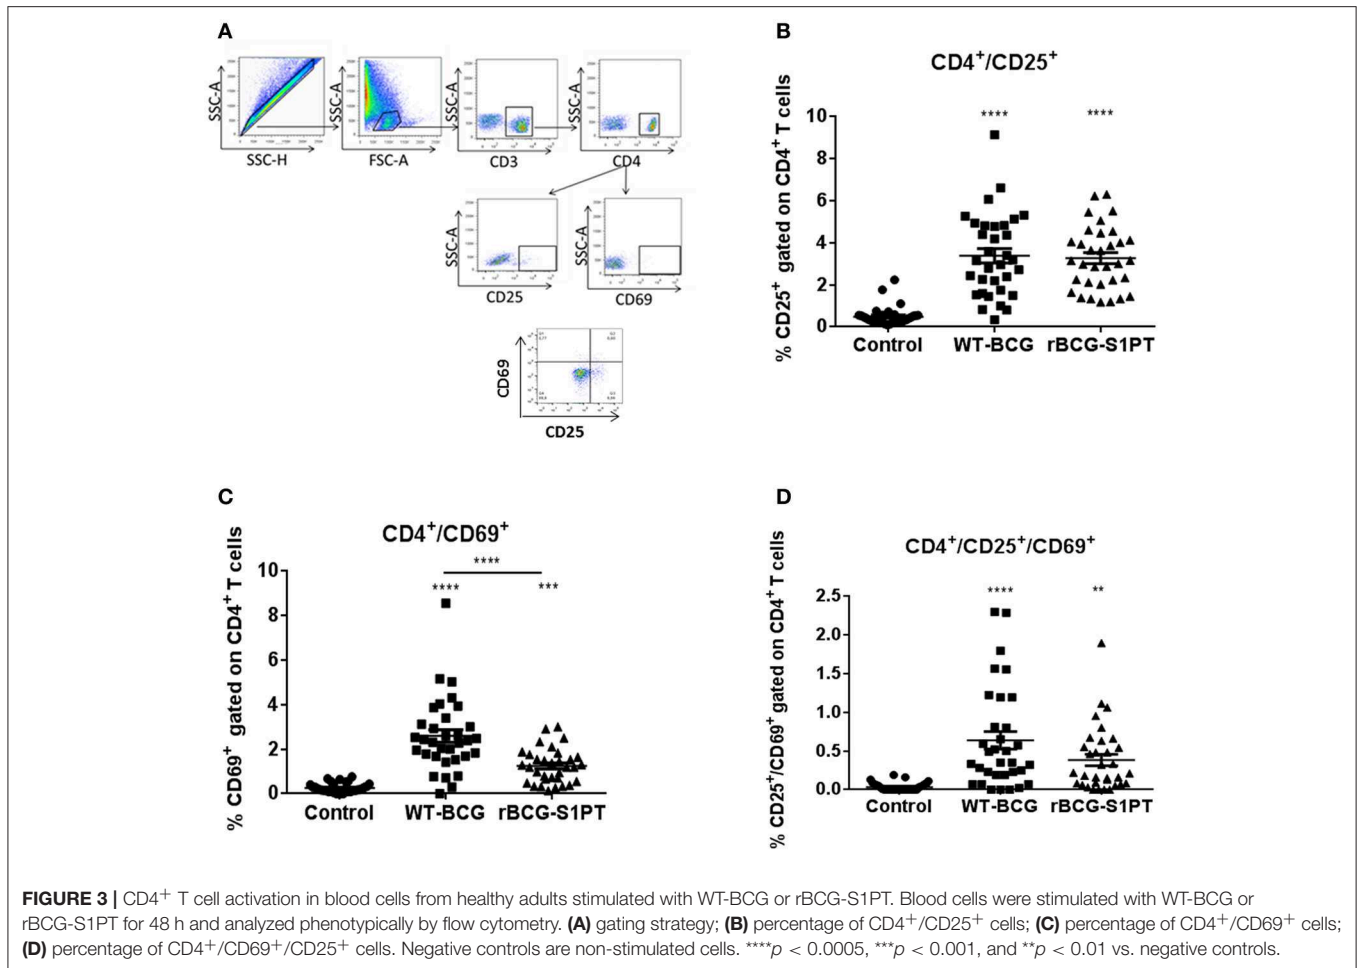 A
SSC-A
SSC-H
SSC-A
FSC-A
SSC-A
CD3
SSC-A
CD4
SSC-A
CD25
SSC-A
CD69
CD69
CD25
B
CD4⁺/CD25⁺
% CD25⁺ gated on CD4⁺ T cells
10
8
6
4
2
0
****
****
Control
WT-BCG
rBCG-S1PT
C
CD4⁺/CD69⁺
% CD69⁺ gated on CD4⁺ T cells
10
8
6
4
2
0
****
****
***
Control
WT-BCG
rBCG-S1PT
D
CD4⁺/CD25⁺/CD69⁺
% CD25⁺/CD69⁺ gated on CD4⁺ T cells
2.5
2.0
1.5
1.0
0.5
0.0
****
**
Control
WT-BCG
rBCG-S1PT
FIGURE 3 | CD4⁺ T cell activation in blood cells from healthy adults stimulated with WT-BCG or rBCG-S1PT. Blood cells were stimulated with WT-BCG or
rBCG-S1PT for 48 h and analyzed phenotypically by flow cytometry. (A) gating strategy; (B) percentage of CD4⁺/CD25⁺ cells; (C) percentage of CD4⁺/CD69⁺ cells;
(D) percentage of CD4⁺/CD69⁺/CD25⁺ cells. Negative controls are non-stimulated cells. ****p < 0.0005, ***p < 0.001, and **p < 0.01 vs. negative controls.